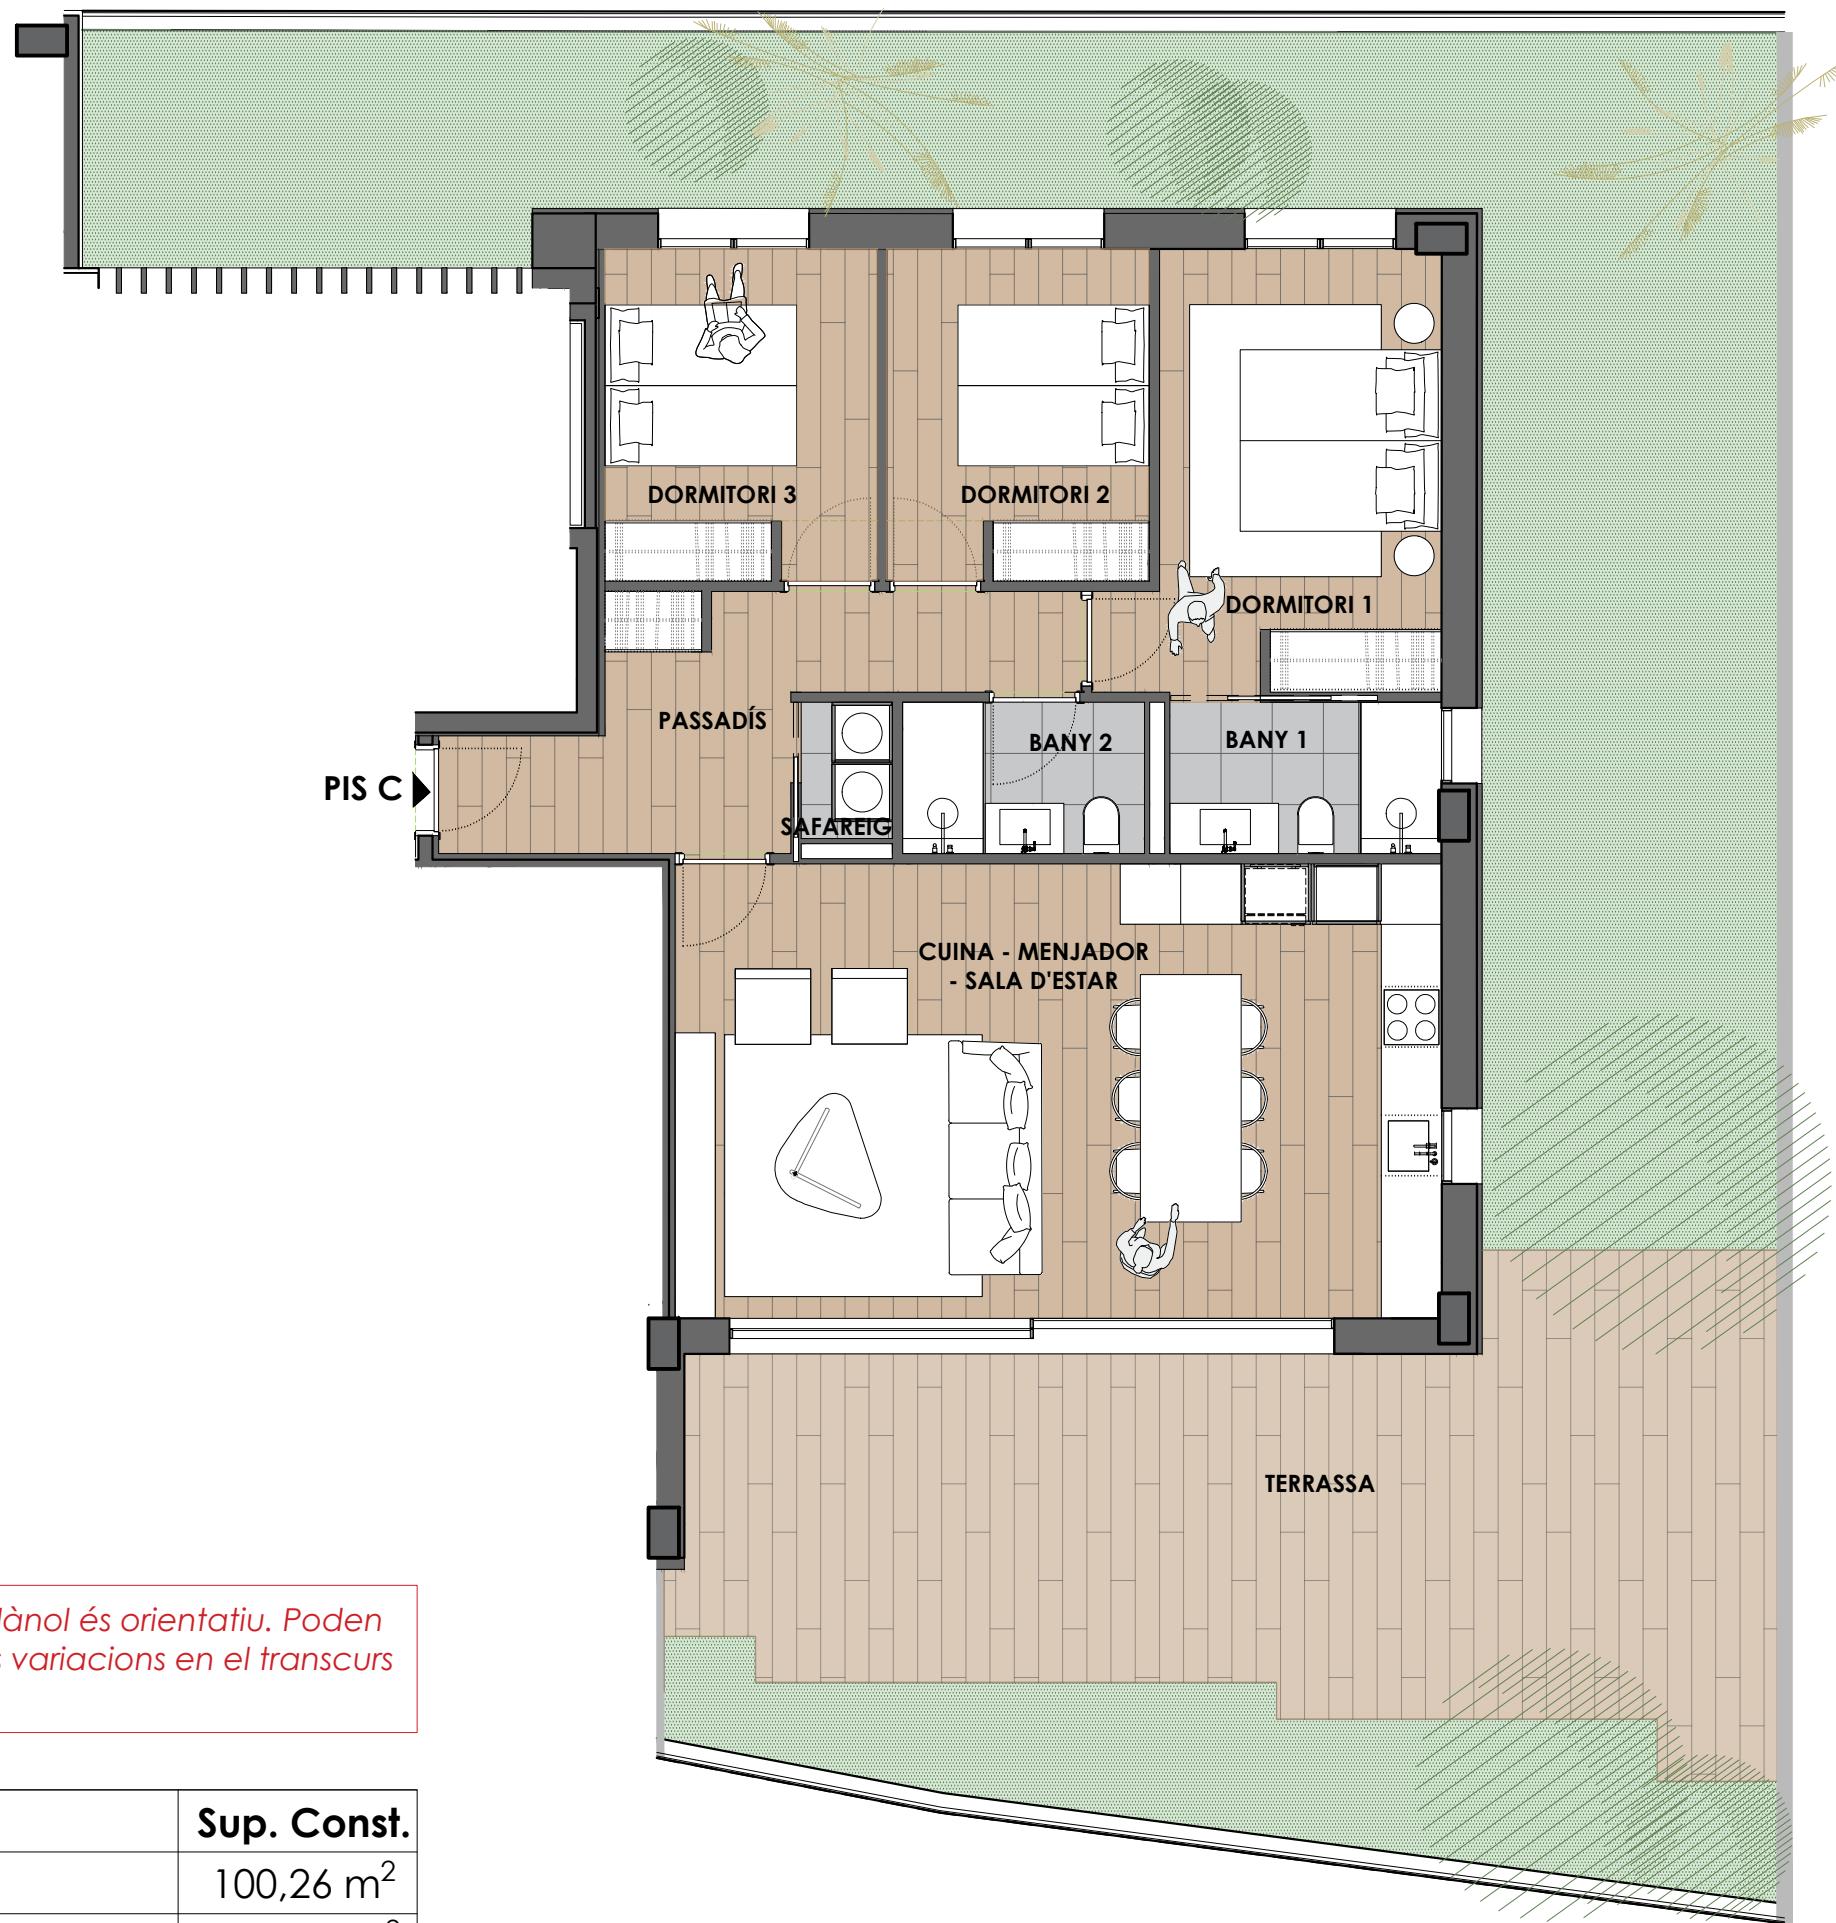 DORMITORI 3
DORMITORI 2
DORMITORI 1
PASSADÍS
BANY 2
BANY 1
PIS C
SAFAREIG
CUINA - MENJADOR
- SALA D'ESTAR
TERRASSA
és orientatiu. Poden
variacions en el transcurs
Sup. Const.
100,26 m²